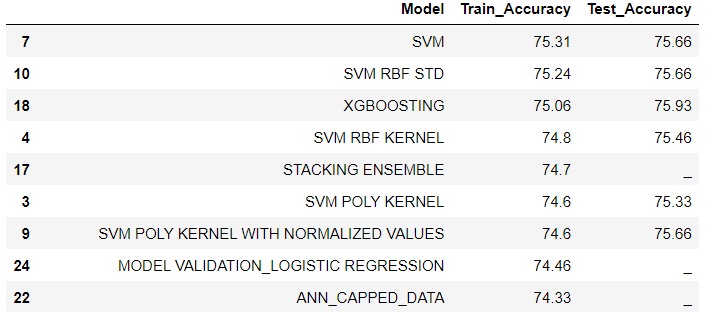 Model Train_Accuracy Test_Accuracy
7 SVM 75.31 75.66
10 SVM RBF STD 75.24 75.66
18 XGBOOSTING 75.06 75.93
4 SVM RBF KERNEL 74.8 75.46
17 STACKING ENSEMBLE 74.7 _
3 SVM POLY KERNEL 74.6 75.33
9 SVM POLY KERNEL WITH NORMALIZED VALUES 74.6 75.66
24 MODEL VALIDATION_LOGISTIC REGRESSION 74.46 _
22 ANN_CAPPED_DATA 74.33 _